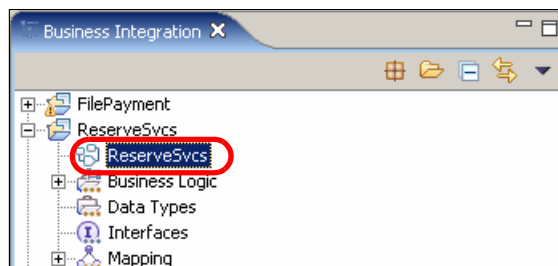 Business Integration
FilePayment
ReserveSvcs
ReserveSvcs
Business Logic
Data Types
Interfaces
Mapping